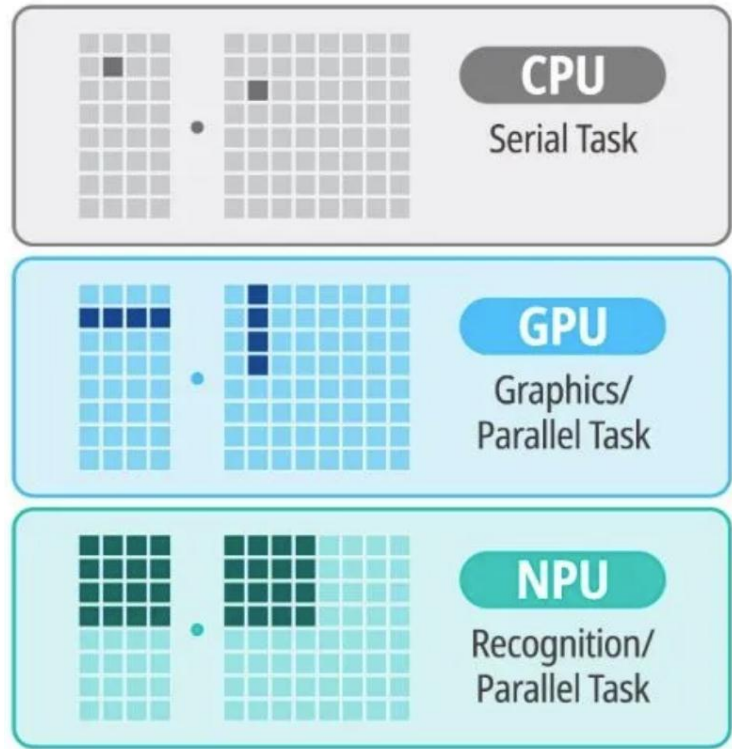 CPU
Serial Task
GPU
Graphics/
Parallel Task
NPU
Recognition/
Parallel Task